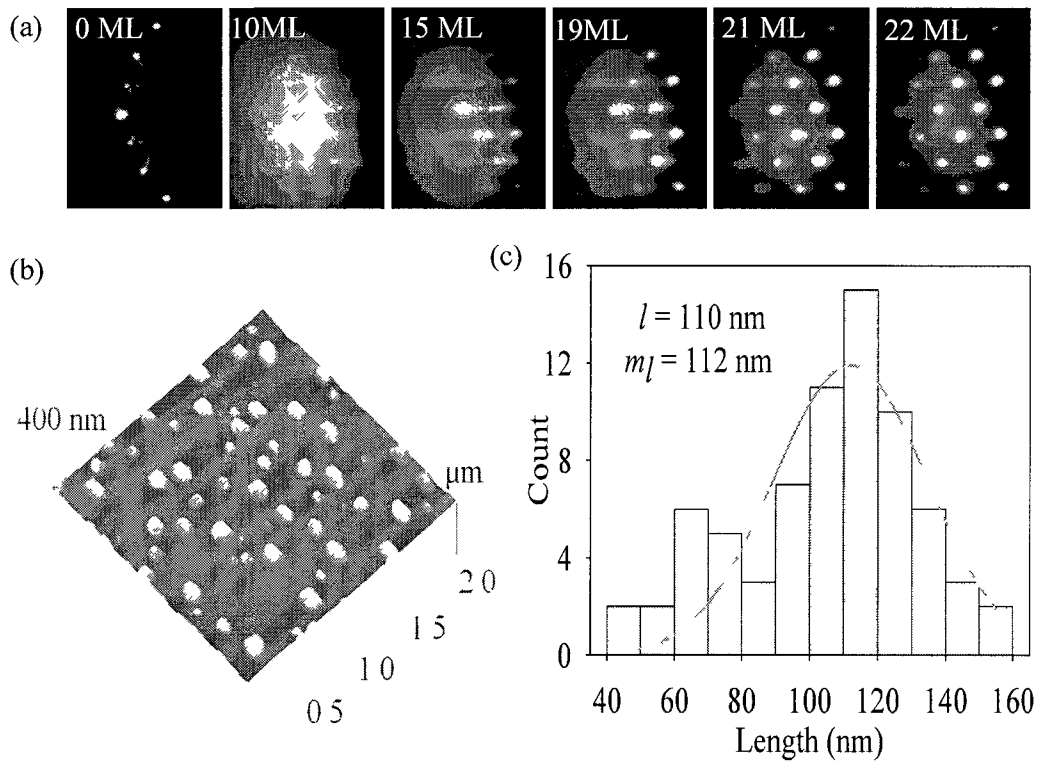 (a)
0 ML 10ML 15 ML 19ML 21 ML 22 ML
(b)
400 nm
µm
2 0
1 5
1 0
0 5
(c)
16
12
8
4
0
Count
l = 110 nm
m_l = 112 nm
40 60 80 100 120 140 160
Length (nm)